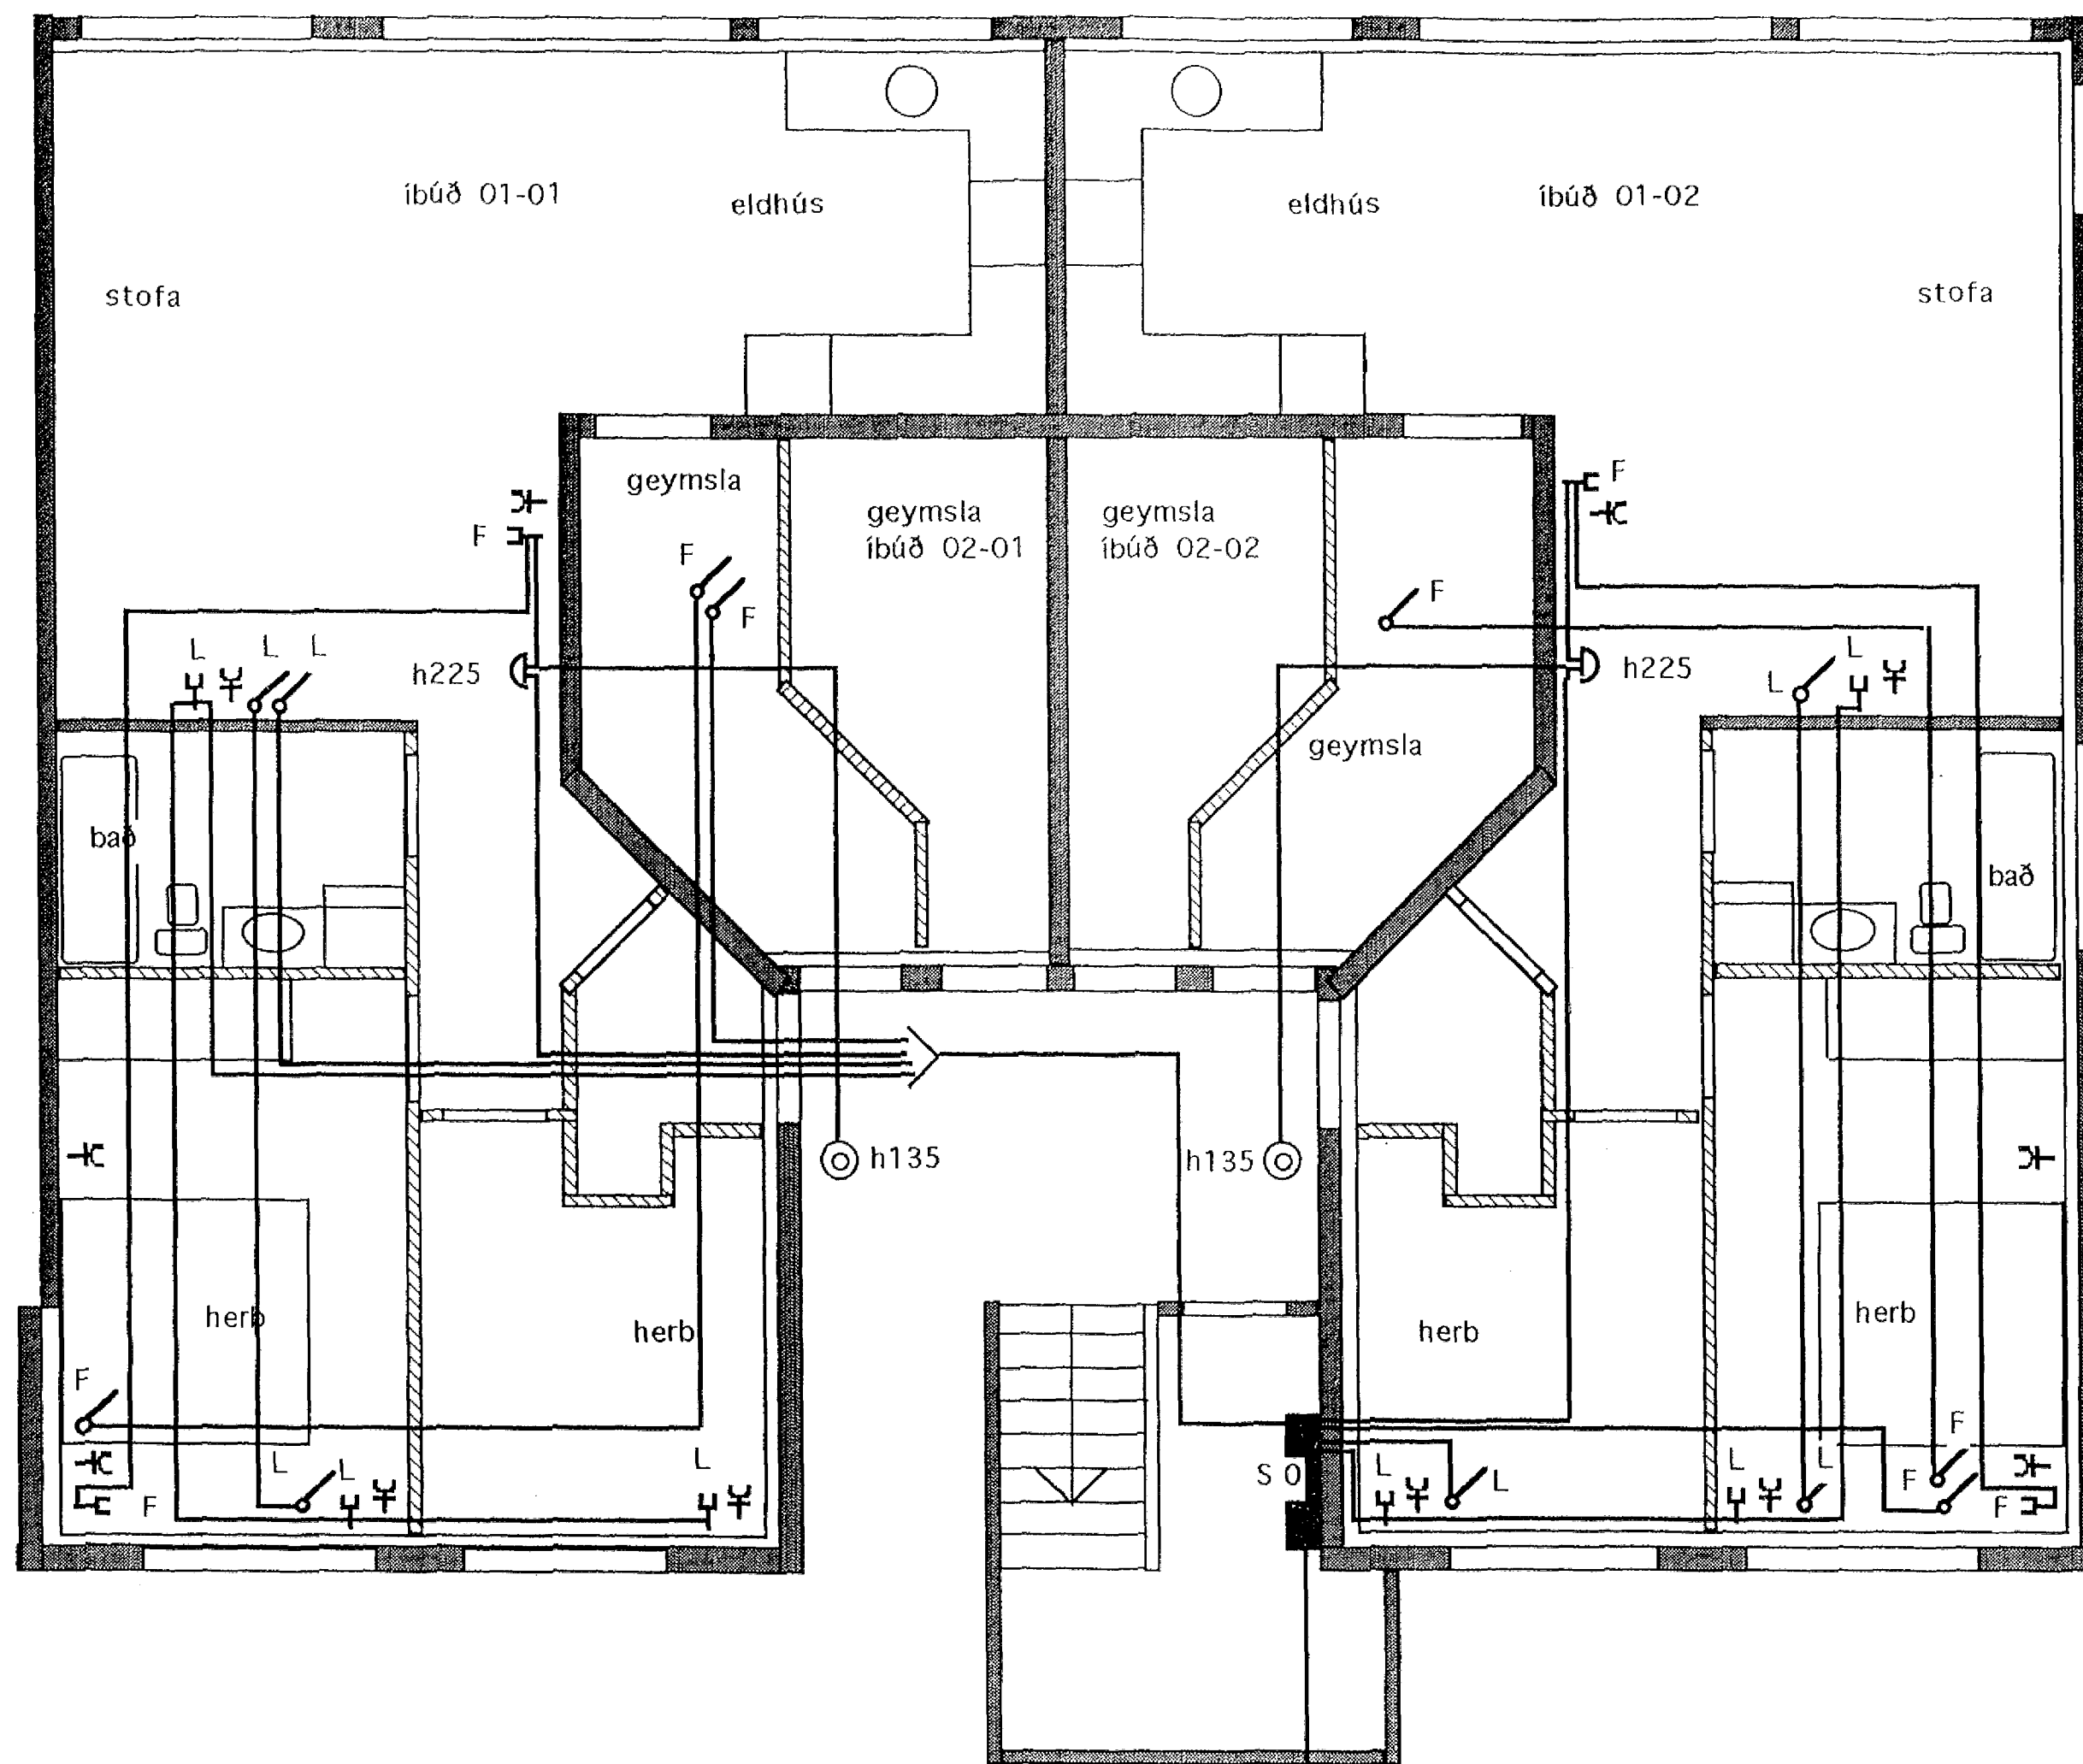 íbúð 01-01
eldhús
eldhús
íbúð 01-02
stofa
stofa
geymsla
geymsla
íbúð 02-01
geymsla
íbúð 02-02
F
F
F
F
F
L
L
L
h225
h225
L
L
geymsla
bað
bað
h135
h135
herb
herb
herb
herb
F
L
L
L
F
S 0
L
L
L
L
F
F
F